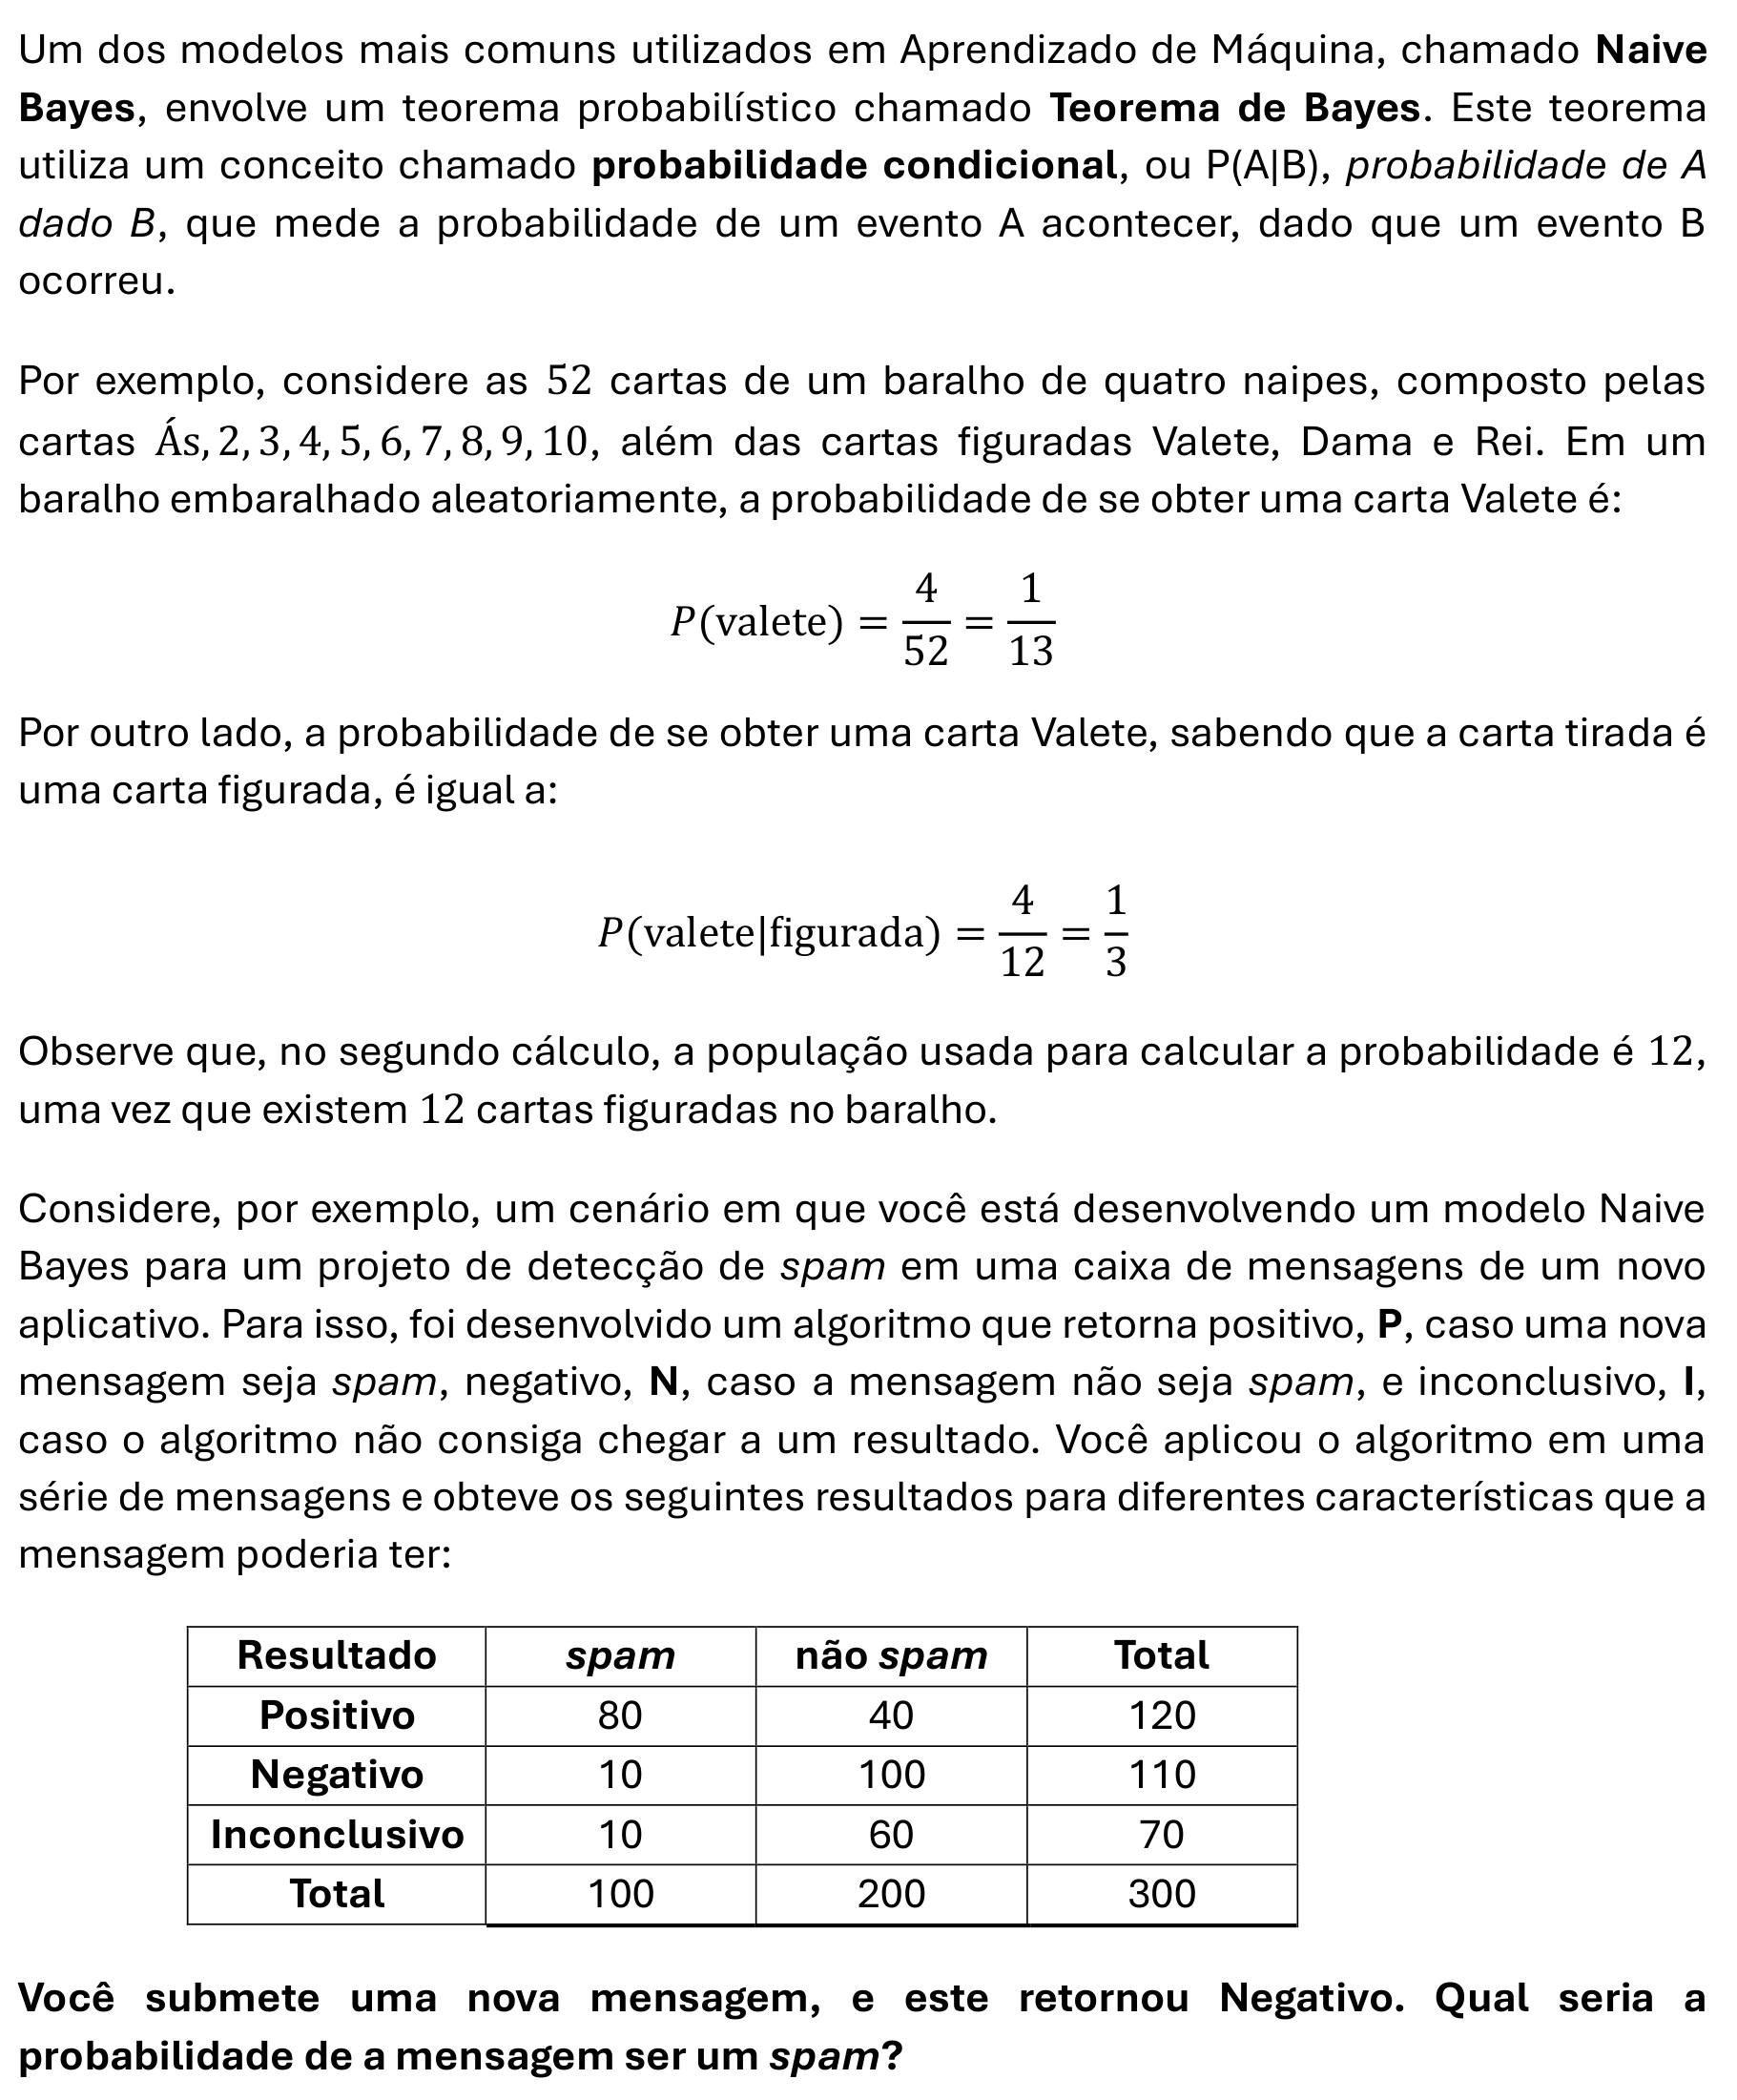 Um dos modelos mais comuns utilizados em Aprendizado de Máquina, chamado Naive
Bayes, envolve um teorema probabilístico chamado Teorema de Bayes. Este teorema
utiliza um conceito chamado probabilidade condicional, ou P(A|B), probabilidade de A
dado B, que mede a probabilidade de um evento A acontecer, dado que um evento B
ocorreu.
Por exemplo, considere as 52 cartas de um baralho de quatro naipes, composto pelas
cartas Ás, 2, 3, 4, 5, 6, 7, 8, 9, 10, além das cartas figuradas Valete, Dama e Rei. Em um
baralho embaralhado aleatoriamente, a probabilidade de se obter uma carta Valete é:
P(valete) = 4/52 = 1/13
Por outro lado, a probabilidade de se obter uma carta Valete, sabendo que a carta tirada é
uma carta figurada, é igual a:
P(valete|figurada) = 4/12 = 1/3
Observe que, no segundo cálculo, a população usada para calcular a probabilidade é 12,
uma vez que existem 12 cartas figuradas no baralho.
Considere, por exemplo, um cenário em que você está desenvolvendo um modelo Naive
Bayes para um projeto de detecção de spam em uma caixa de mensagens de um novo
aplicativo. Para isso, foi desenvolvido um algoritmo que retorna positivo, P, caso uma nova
mensagem seja spam, negativo, N, caso a mensagem não seja spam, e inconclusivo, I,
caso o algoritmo não consiga chegar a um resultado. Você aplicou o algoritmo em uma
série de mensagens e obteve os seguintes resultados para diferentes características que a
mensagem poderia ter:
Resultado spam não spam Total
Positivo 80 40 120
Negativo 10 100 110
Inconclusivo 10 60 70
Total 100 200 300
Você submete uma nova mensagem, e este retornou Negativo. Qual seria a
probabilidade de a mensagem ser um spam?